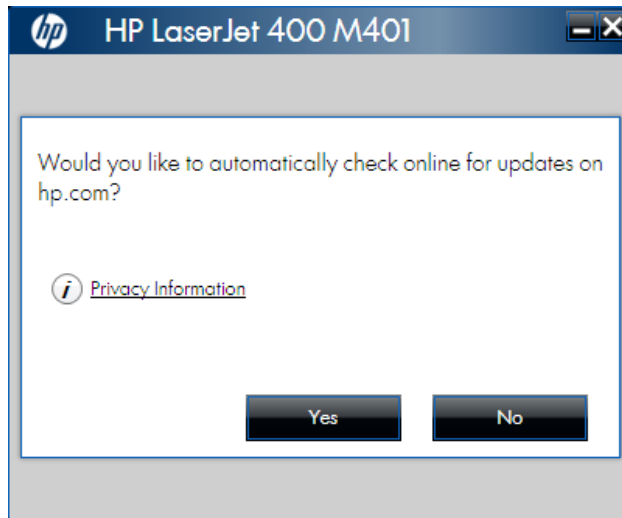 hp HP LaserJet 400 M401
Would you like to automatically check online for updates on
hp.com?
i Privacy Information
Yes No